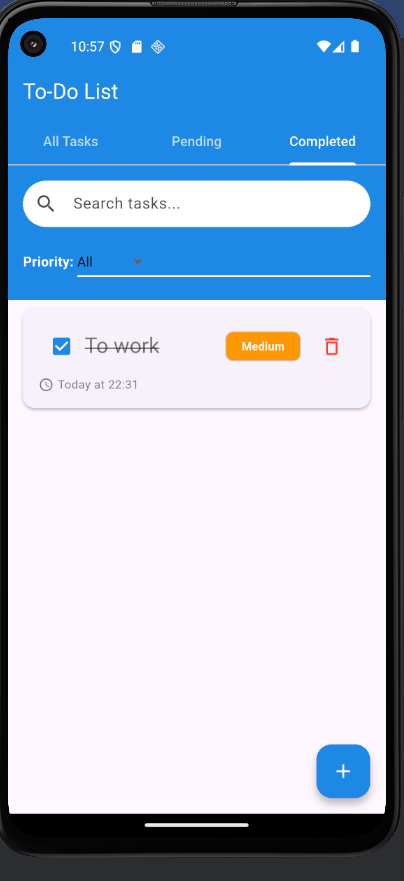 10:57
To-Do List
All Tasks Pending Completed
Search tasks...
Priority: All
To work Medium
Today at 22:31